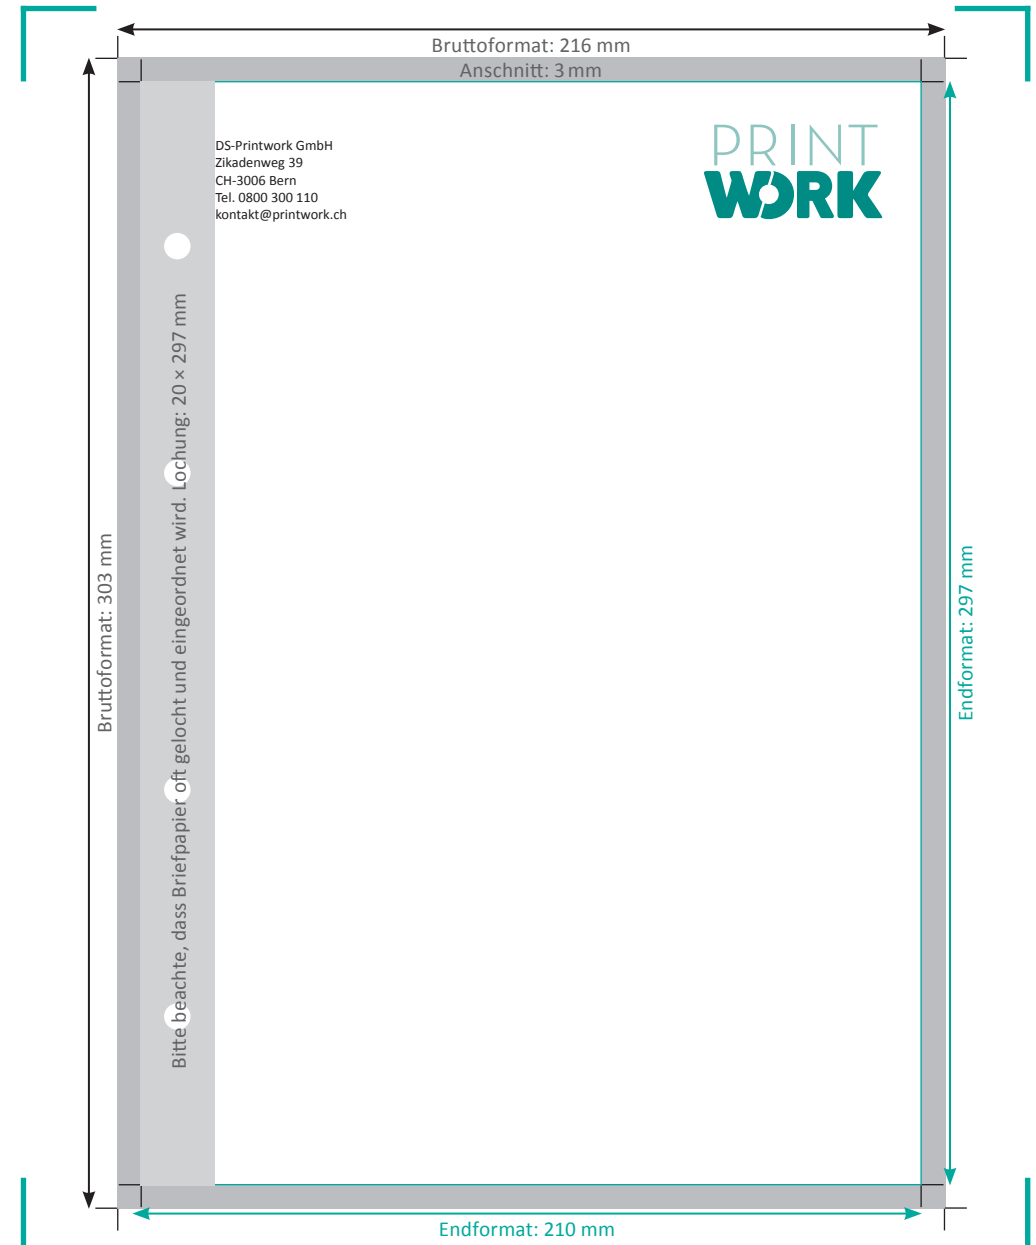 Bruttoformat: 216 mm
Anschnitt: 3 mm
DS-Printwork GmbH
Zikadenweg 39
CH-3006 Bern
Tel. 0800 300 110
kontakt@printwork.ch
PRINT
WORK
Bitte beachte, dass Briefpapier oft gelocht und eingeordnet wird. Lochung: 20 × 297 mm
Bruttoformat: 303 mm
Endformat: 297 mm
Endformat: 210 mm